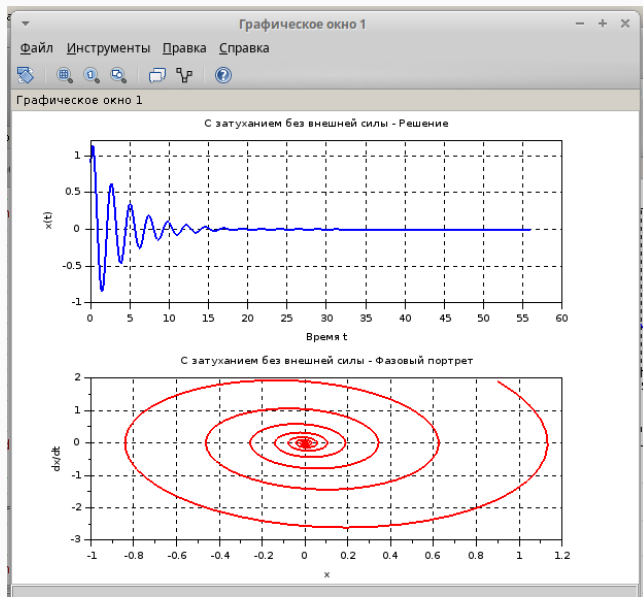 Графическое окно 1
Файл Инструменты Правка Справка
Графическое окно 1
С затуханием без внешней силы - Решение
x(t)
1
0.5
0
-0.5
-1
0 5 10 15 20 25 30 35 40 45 50 55 60
Время t
С затуханием без внешней силы - Фазовый портрет
dx/dt
2
1
0
-1
-2
-3
-1 -0.8 -0.6 -0.4 -0.2 0 0.2 0.4 0.6 0.8 1 1.2
x